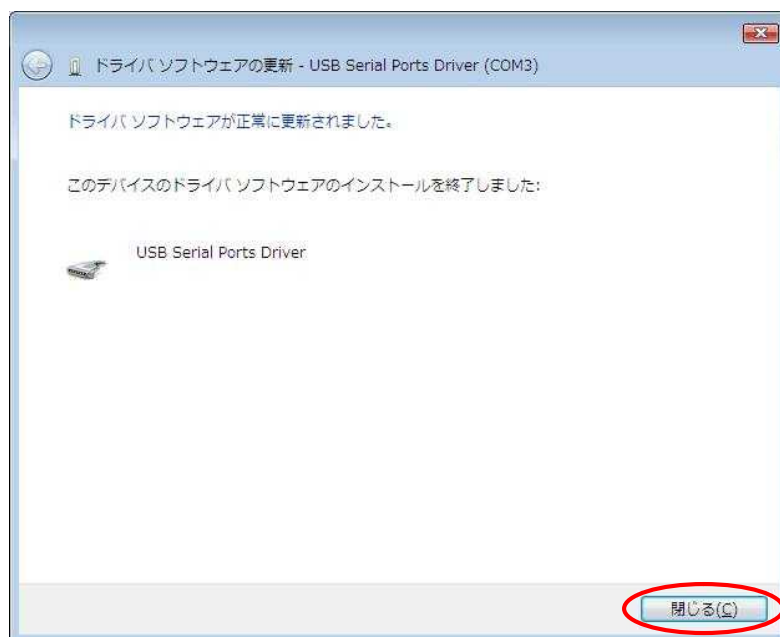 ドライバ ソフトウェアの更新 - USB Serial Ports Driver (COM3)
ドライバ ソフトウェアが正常に更新されました。
このデバイスのドライバ ソフトウェアのインストールを終了しました:
USB Serial Ports Driver
閉じる(C)